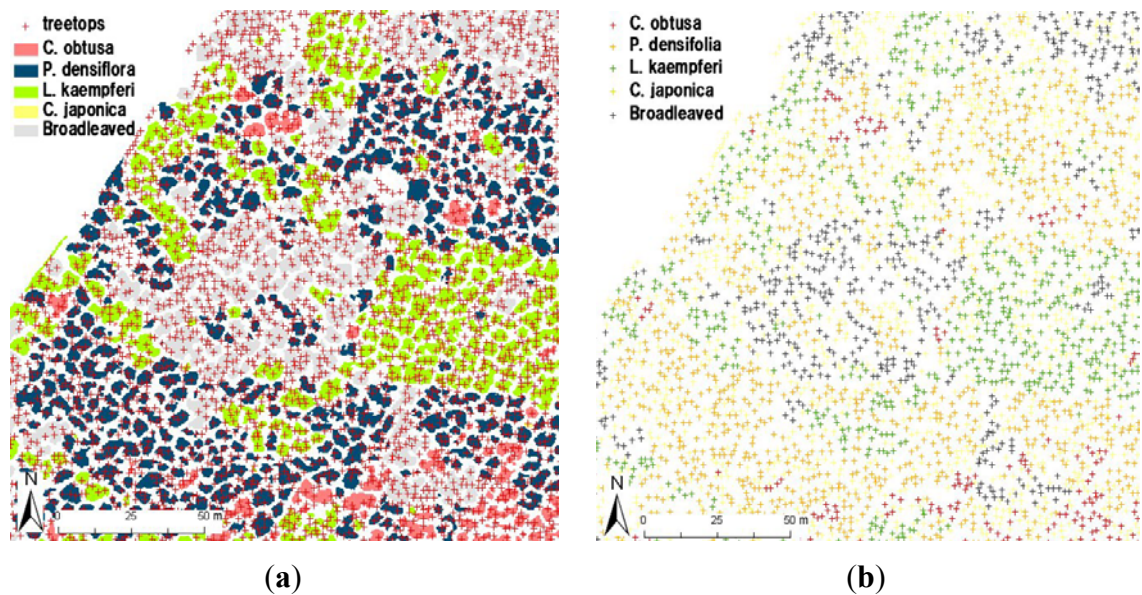 treetops
C. obtusa
P. densiflora
L. kaempferi
C. japonica
Broadleaved
N
0 25 50 m
(a)
C. obtusa
P. densifolia
L. kaempferi
C. japonica
Broadleaved
N
0 25 50 m
(b)